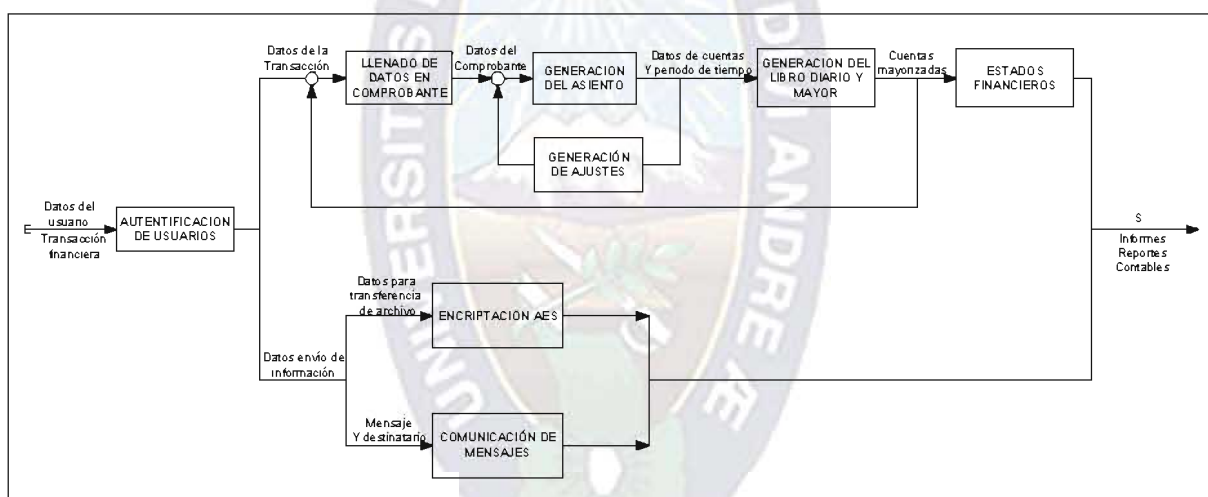 Datos de la
Transacción
LLENADO DE
DATOS EN
COMPROBANTE
Datos del
Comprobante
GENERACION
DEL ASIENTO
Datos de cuentas
Y periodo de tiempo
GENERACION DEL
LIBRO DIARIO Y
MAYOR
Cuentas
mayorizadas
ESTADOS
FINANCIEROS
GENERACIÓN
DE AJUSTES
E
Datos del
usuario
Transacción
financiera
AUTENTIFICACION
DE USUARIOS
S
Informes
Reportes
Contables
Datos para
transferencia
de archivo
ENCRIPTACION AES
Datos envío de
información
Mensaje
Y destinatario
COMUNICACIÓN DE
MENSAJES
UNIVERSITAS
DIVI ANDRE Æ